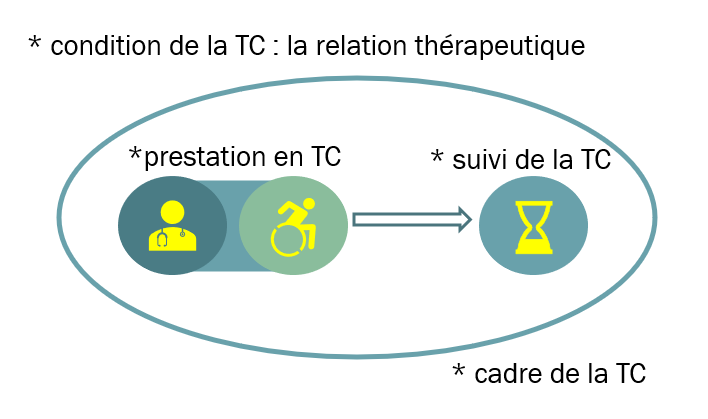 * condition de la TC : la relation thérapeutique
*prestation en TC
* suivi de la TC
* cadre de la TC